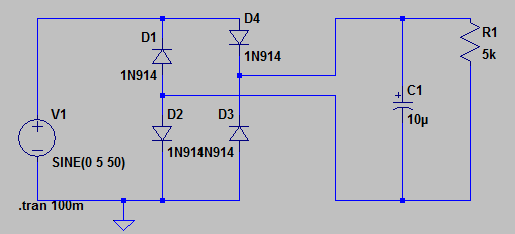 D4
D1
R1
1N914
5k
1N914
C1
V1
D2
D3
10µ
1N914
1N914
SINE(0 5 50)
.tran 100m